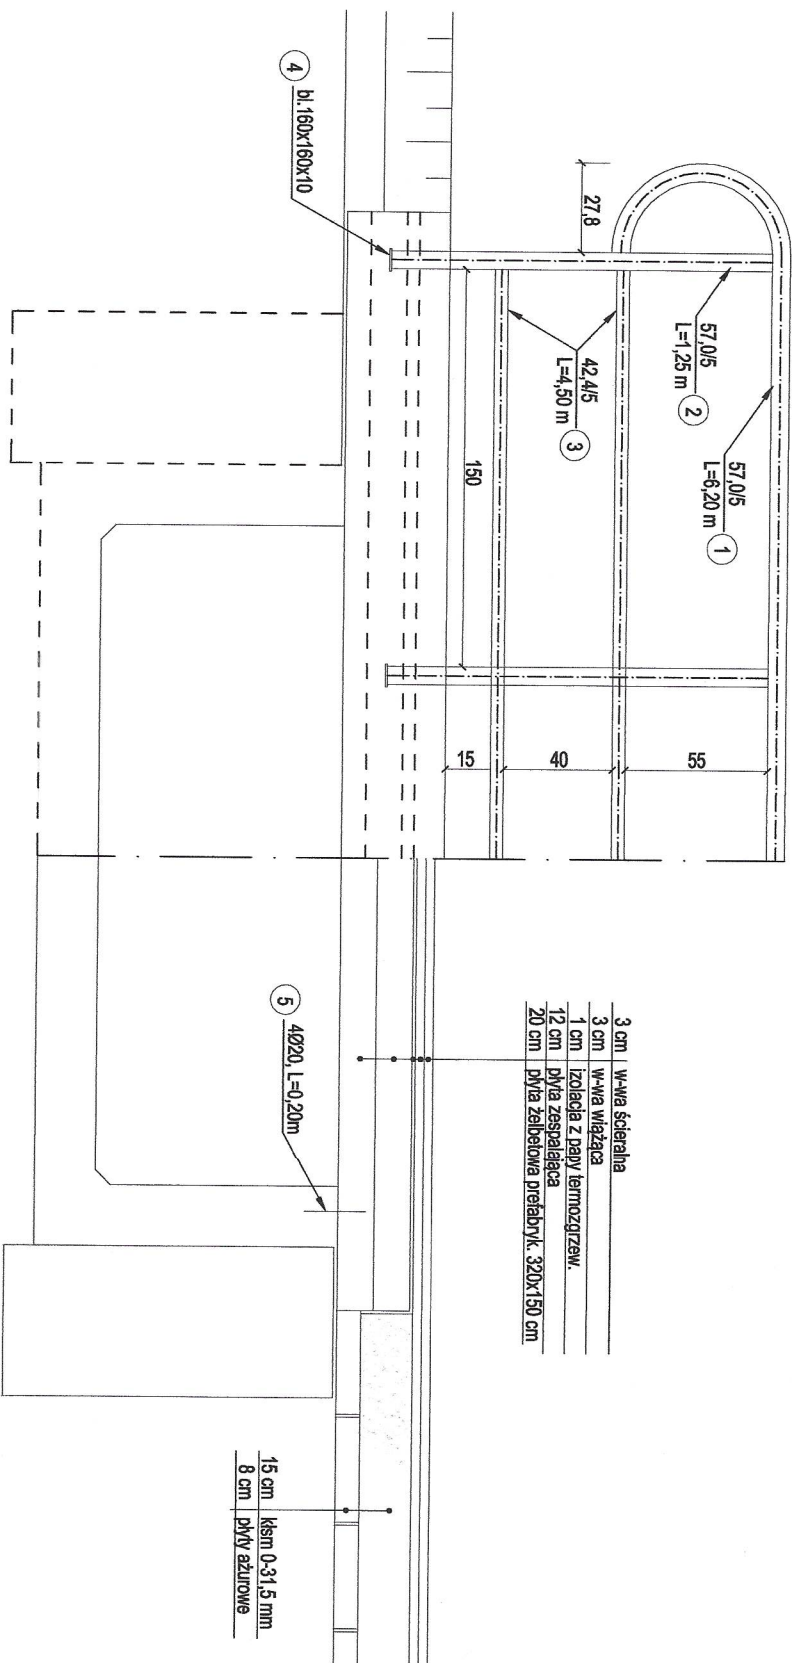 57,0/5
L=6,20 m
1
57,0/5
L=1,25 m
2
42,4/5
L=4,50 m
3
27,8
150
55
40
15
4
bl.160x160x10
3 cm w-wa ścieralna
3 cm w-wa wiążąca
1 cm izolacja z papy termozgrzew.
12 cm płyta zespalająca
20 cm płyta żelbetowa prefabryk. 320x150 cm
5
4Ø20, L=0,20m
15 cm kłsm 0-31,5 mm
8 cm płyty ażurowe